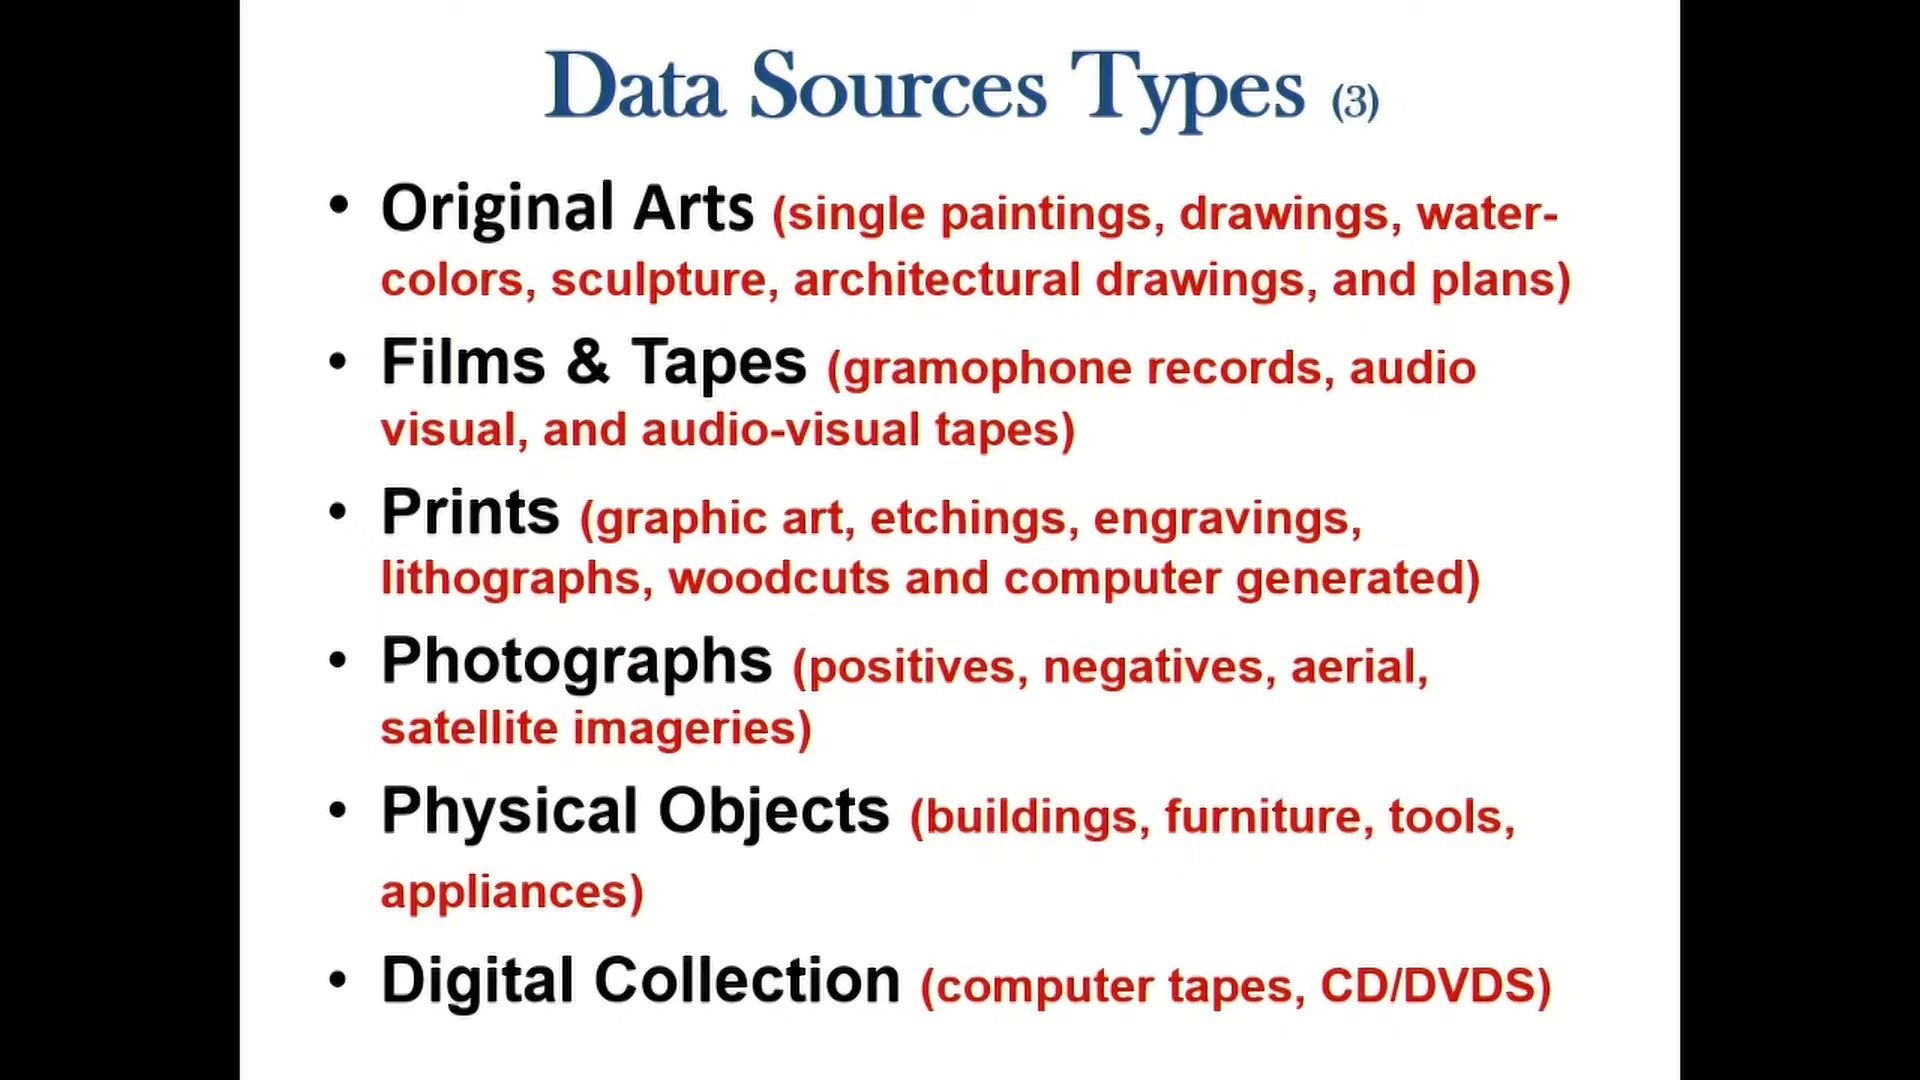 Data Sources Types (3)
• Original Arts (single paintings, drawings, water-
colors, sculpture, architectural drawings, and plans)
• Films & Tapes (gramophone records, audio
visual, and audio-visual tapes)
• Prints (graphic art, etchings, engravings,
lithographs, woodcuts and computer generated)
• Photographs (positives, negatives, aerial,
satellite imageries)
• Physical Objects (buildings, furniture, tools,
appliances)
• Digital Collection (computer tapes, CD/DVDS)